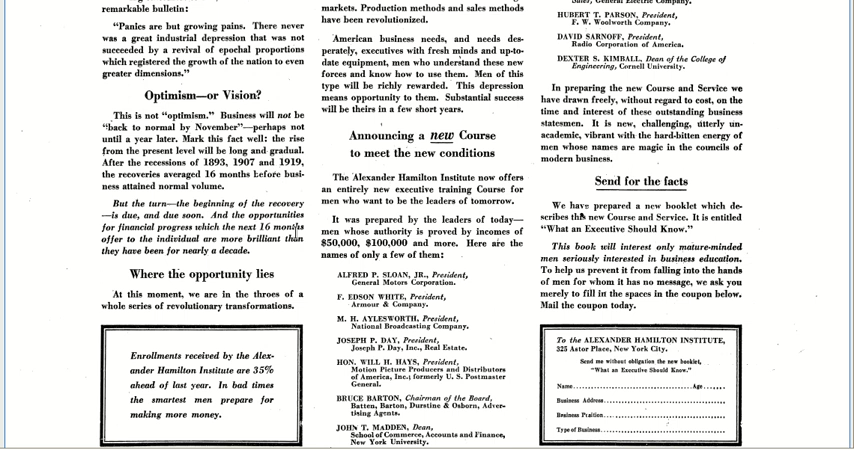 remarkable bulletin:
"Panics are but growing pains. There never
was a great industrial depression that was not
succeeded by a revival of epochal proportions
which registered the growth of the nation to even
greater dimensions."
Optimism—or Vision?
This is not "optimism." Business will not be
"back to normal by November"—perhaps not
until a year later. Mark this fact well: the rise
from the present level will be long and gradual.
After the recessions of 1893, 1907 and 1919,
the recoveries averaged 16 months before busi-
ness attained normal volume.
But the turn—the beginning of the recovery
—is due, and due soon. And the opportunities
for financial progress which the next 16 months
offer to the individual are more brilliant than
they have been for nearly a decade.
Where the opportunity lies
At this moment, we are in the throes of a
whole series of revolutionary transformations.
Enrollments received by the Alex-
ander Hamilton Institute are 35%
ahead of last year. In bad times
the smartest men prepare for
making more money.
markets. Production methods and sales methods
have been revolutionized.
American business needs, and needs des-
perately, executives with fresh minds and up-to-
date equipment, men who understand these new
forces and know how to use them. Men of this
type will be richly rewarded. This depression
means opportunity to them. Substantial success
will be theirs in a few short years.
Announcing a new Course
to meet the new conditions
The Alexander Hamilton Institute now offers
an entirely new executive training Course for
men who want to be the leaders of tomorrow.
It was prepared by the leaders of today—
men whose authority is proved by incomes of
$50,000, $100,000 and more. Here are the
names of only a few of them:
ALFRED P. SLOAN, JR., President,
General Motors Corporation.
F. EDSON WHITE, President,
Armour & Company.
M. H. AYLESWORTH, President,
National Broadcasting Company.
JOSEPH P. DAY, President,
Joseph P. Day, Inc., Real Estate.
HON. WILL H. HAYS, President,
Motion Picture Producers and Distributors
of America, Inc.; formerly U. S. Postmaster
General.
BRUCE BARTON, Chairman of the Board,
Batten, Barton, Durstine & Osborn, Adver-
tising Agents.
JOHN T. MADDEN, Dean,
School of Commerce, Accounts and Finance,
New York University.
Sales, General Electric Company.
HUBERT T. PARSON, President,
F. W. Woolworth Company.
DAVID SARNOFF, President,
Radio Corporation of America.
DEXTER S. KIMBALL, Dean of the College of
Engineering, Cornell University.
In preparing the new Course and Service we
have drawn freely, without regard to cost, on the
time and interest of these outstanding business
statesmen. It is new, challenging, utterly un-
academic, vibrant with the hard-bitten energy of
men whose names are magic in the councils of
modern business.
Send for the facts
We have prepared a new booklet which de-
scribes the new Course and Service. It is entitled
"What an Executive Should Know."
This book will interest only mature-minded
men seriously interested in business education.
To help us prevent it from falling into the hands
of men for whom it has no message, we ask you
merely to fill in the spaces in the coupon below.
Mail the coupon today.
To the ALEXANDER HAMILTON INSTITUTE,
325 Astor Place, New York City.
Send me without obligation the new booklet,
"What an Executive Should Know."
Name..............................Age.......
Business Address..............................
Business Position..............................
Type of Business..............................